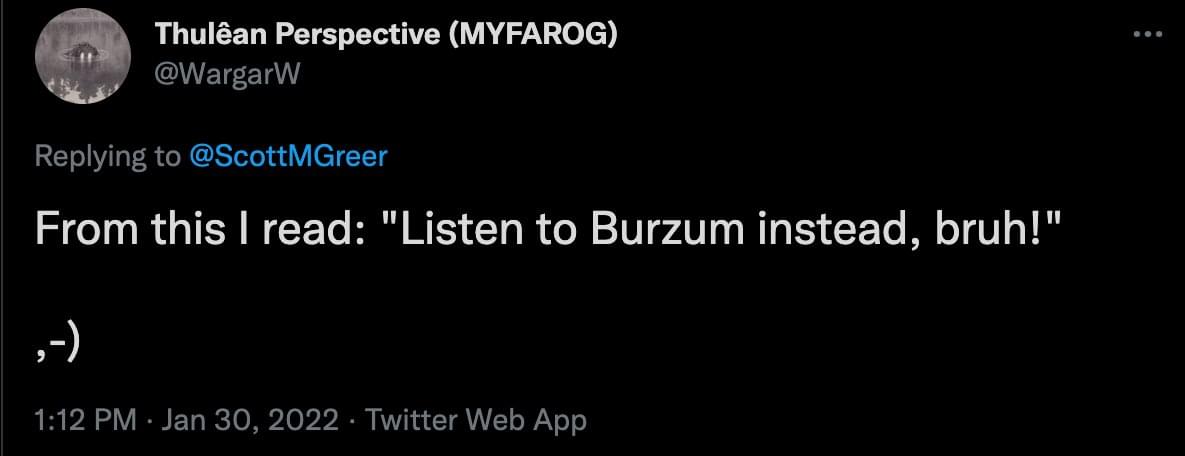 Thulêan Perspective (MYFAROG)
@WargarW
Replying to @ScottMGreer
From this I read: "Listen to Burzum instead, bruh!"
,-)
1:12 PM · Jan 30, 2022 · Twitter Web App